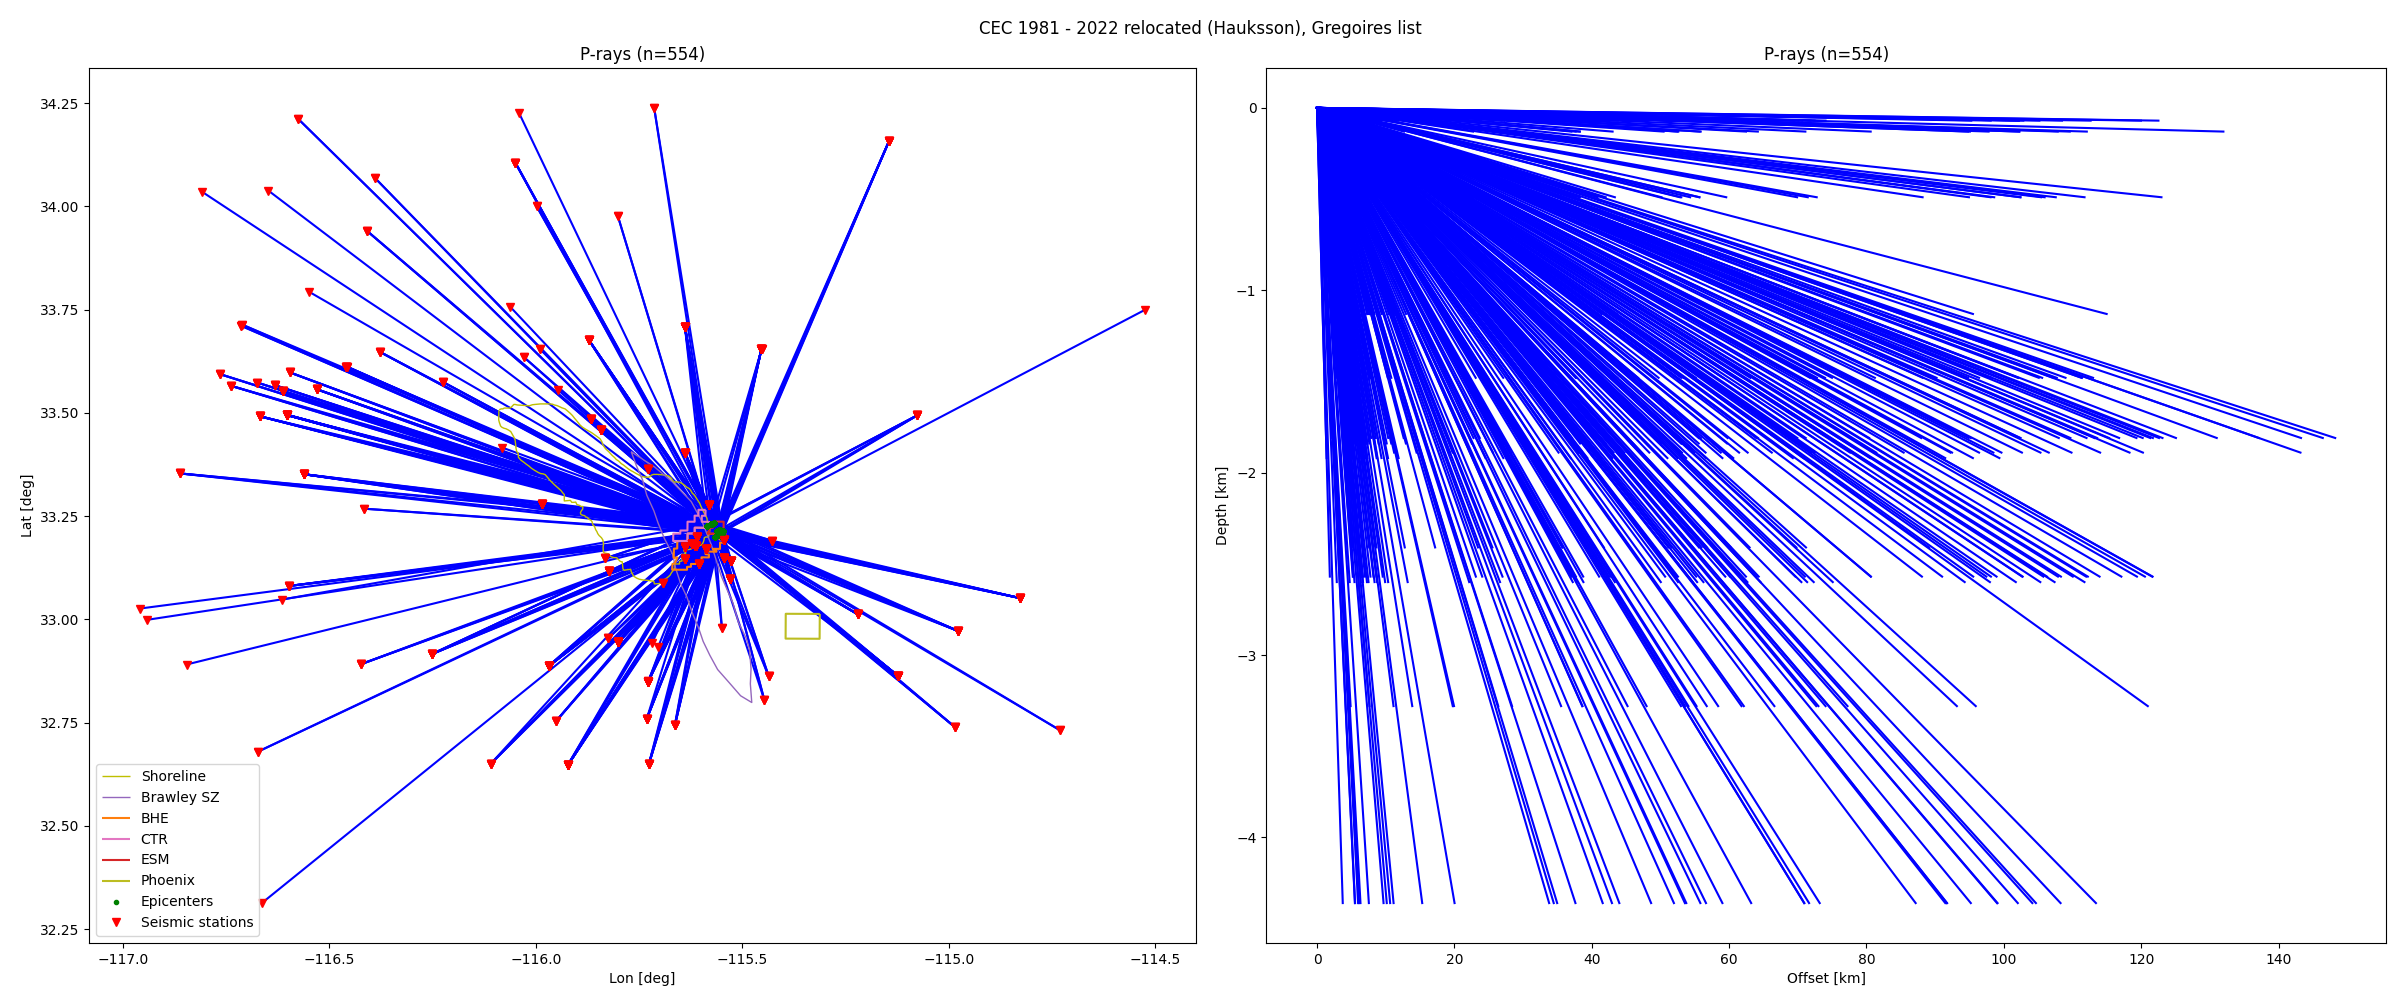 CEC 1981 - 2022 relocated (Hauksson), Gregoires list
P-rays (n=554)
34.25
34.00
33.75
33.50
33.25
33.00
32.75
32.50
32.25
Lat [deg]
Shoreline
Brawley SZ
BHE
CTR
ESM
Phoenix
Epicenters
Seismic stations
−117.0
−116.5
−116.0
−115.5
−115.0
−114.5
Lon [deg]
P-rays (n=554)
0
−1
−2
−3
−4
Depth [km]
0
20
40
60
80
100
120
140
Offset [km]